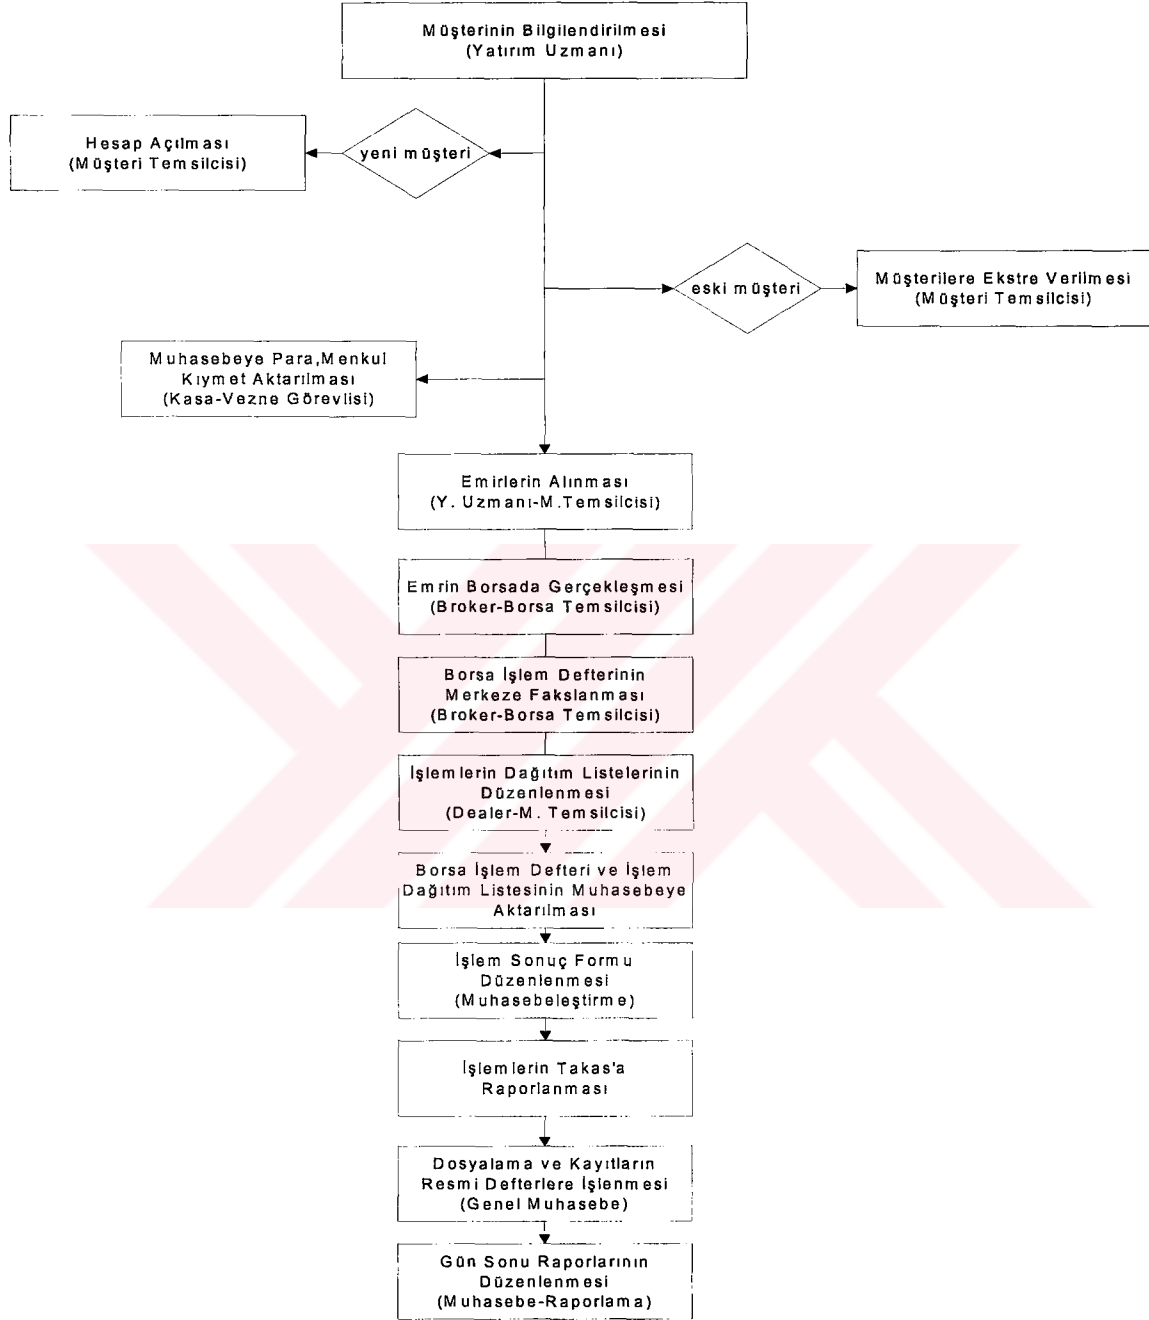 Müşterinin Bilgilendirilmesi
(Yatırım Uzmanı)
Hesap Açılması
(Müşteri Temsilcisi)
yeni müşteri
eski müşteri
Müşterilere Ekstre Verilmesi
(Müşteri Temsilcisi)
Muhasebeye Para,Menkul
Kıymet Aktarılması
(Kasa-Vezne Görevlisi)
Emirlerin Alınması
(Y. Uzmanı-M.Temsilcisi)
Emrin Borsada Gerçekleşmesi
(Broker-Borsa Temsilcisi)
Borsa İşlem Defterinin
Merkeze Fakslanması
(Broker-Borsa Temsilcisi)
İşlemlerin Dağıtım Listelerinin
Düzenlenmesi
(Dealer-M. Temsilcisi)
Borsa İşlem Defteri ve İşlem
Dağıtım Listesinin Muhasebeye
Aktarılması
İşlem Sonuç Formu
Düzenlenmesi
(Muhasebeleştirme)
İşlemlerin Takas'a
Raporlanması
Dosyalama ve Kayıtların
Resmi Defterlere İşlenmesi
(Genel Muhasebe)
Gün Sonu Raporlarının
Düzenlenmesi
(Muhasebe-Raporlama)